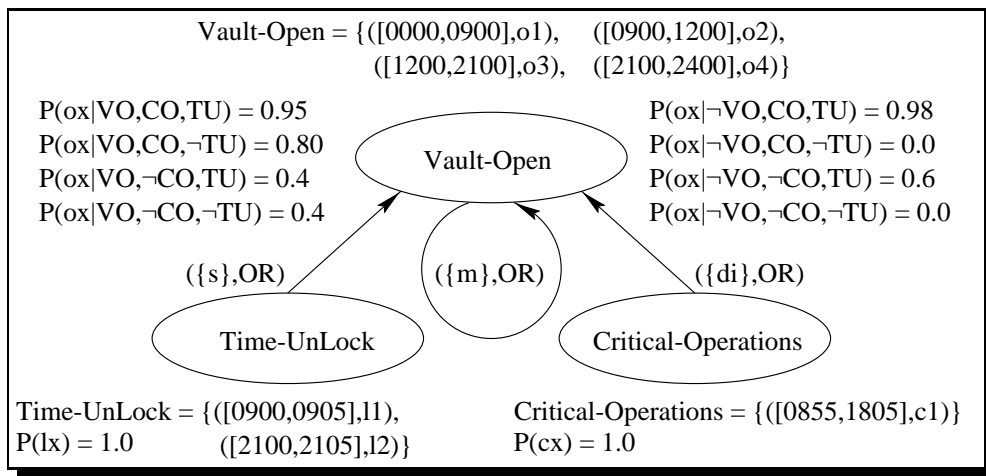 Vault-Open = {([0000,0900],o1), ([0900,1200],o2),
([1200,2100],o3), ([2100,2400],o4)}
P(ox|VO,CO,TU) = 0.95
P(ox|VO,CO,¬TU) = 0.80
P(ox|VO,¬CO,TU) = 0.4
P(ox|VO,¬CO,¬TU) = 0.4
Vault-Open
P(ox|¬VO,CO,TU) = 0.98
P(ox|¬VO,CO,¬TU) = 0.0
P(ox|¬VO,¬CO,TU) = 0.6
P(ox|¬VO,¬CO,¬TU) = 0.0
({s},OR)
({m},OR)
({di},OR)
Time-UnLock
Critical-Operations
Time-UnLock = {([0900,0905],l1),
P(lx) = 1.0 ([2100,2105],l2)}
Critical-Operations = {([0855,1805],c1)}
P(cx) = 1.0